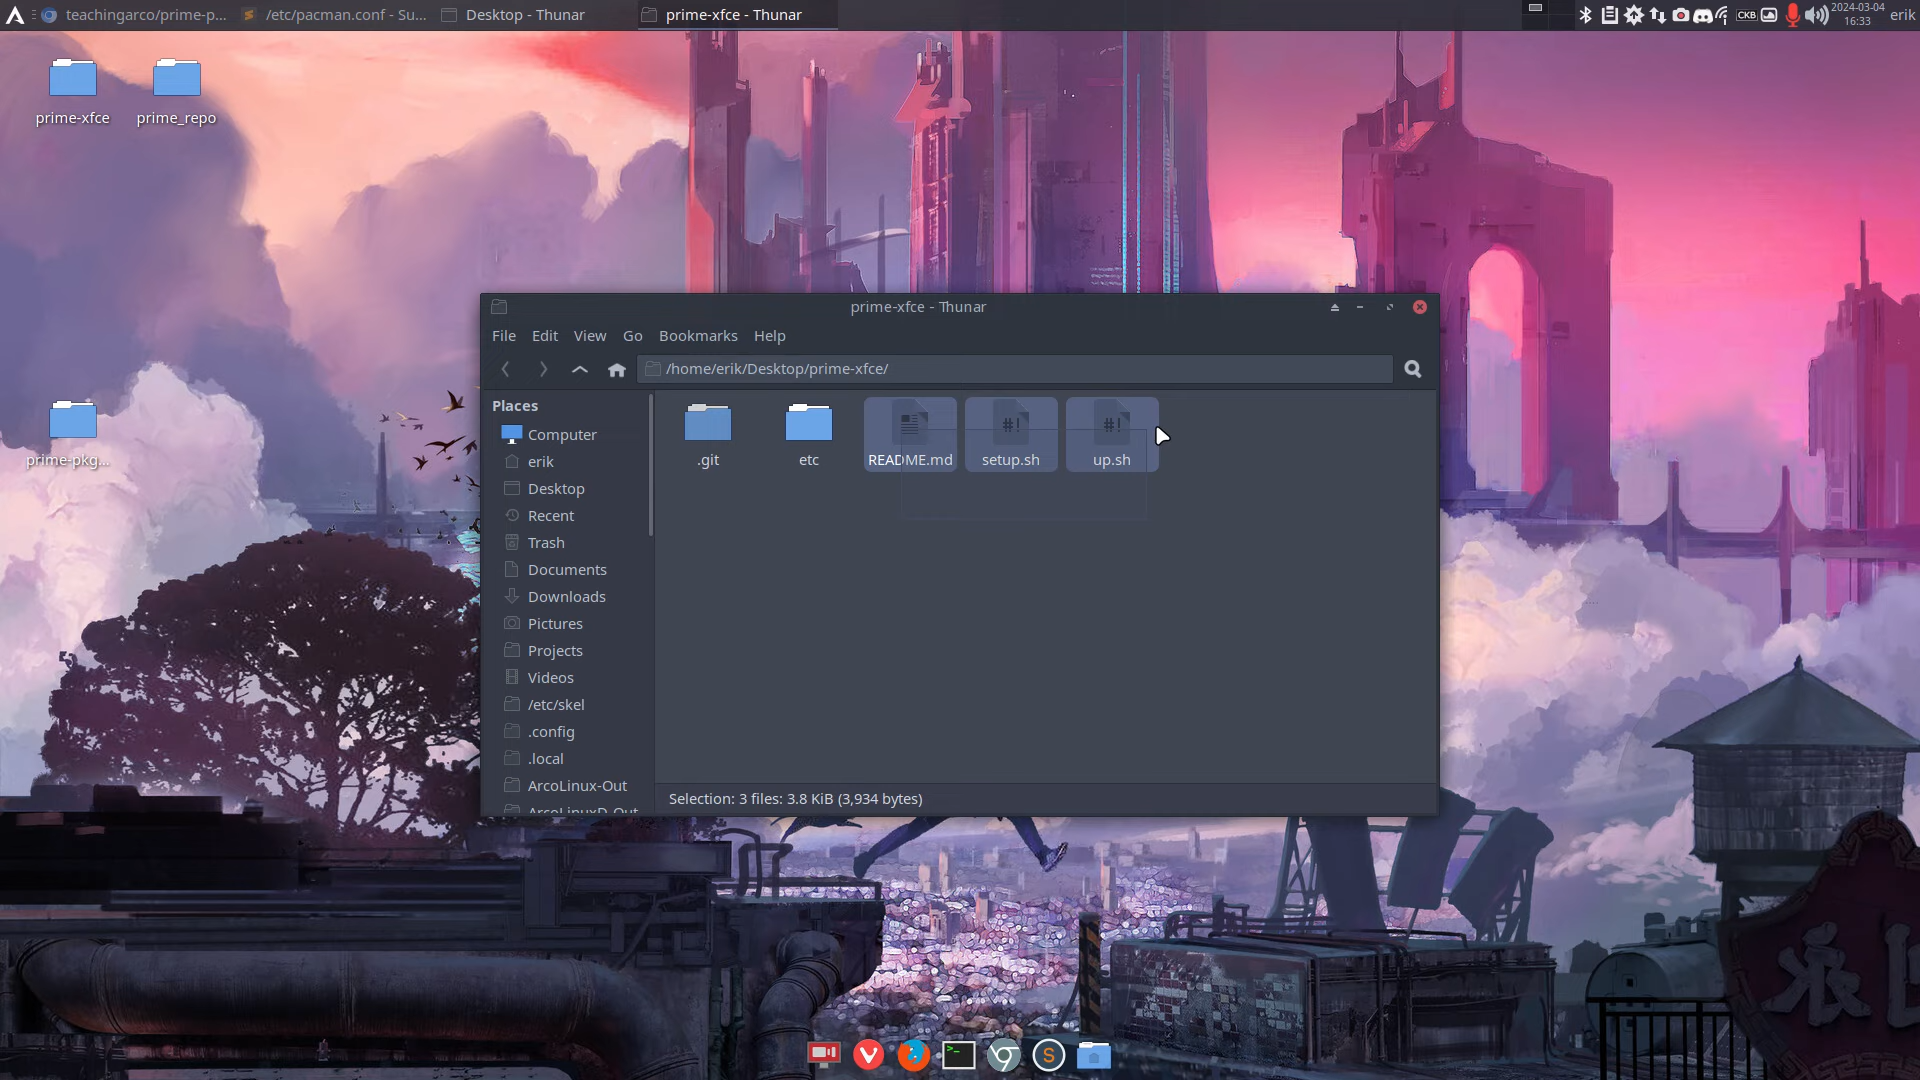 teachingarco/prime-p...
/etc/pacman.conf - Su...
Desktop - Thunar
prime-xfce - Thunar
CKB
2024-03-04
16:33
erik
prime-xfce
prime_repo
prime-pkg...
prime-xfce - Thunar
File
Edit
View
Go
Bookmarks
Help
/home/erik/Desktop/prime-xfce/
Places
Computer
erik
Desktop
Recent
Trash
Documents
Downloads
Pictures
Projects
Videos
/etc/skel
.config
.local
ArcoLinux-Out
ArcoLinuxD-Out
.git
etc
README.md
#!
setup.sh
#!
up.sh
Selection: 3 files: 3.8 KiB (3,934 bytes)